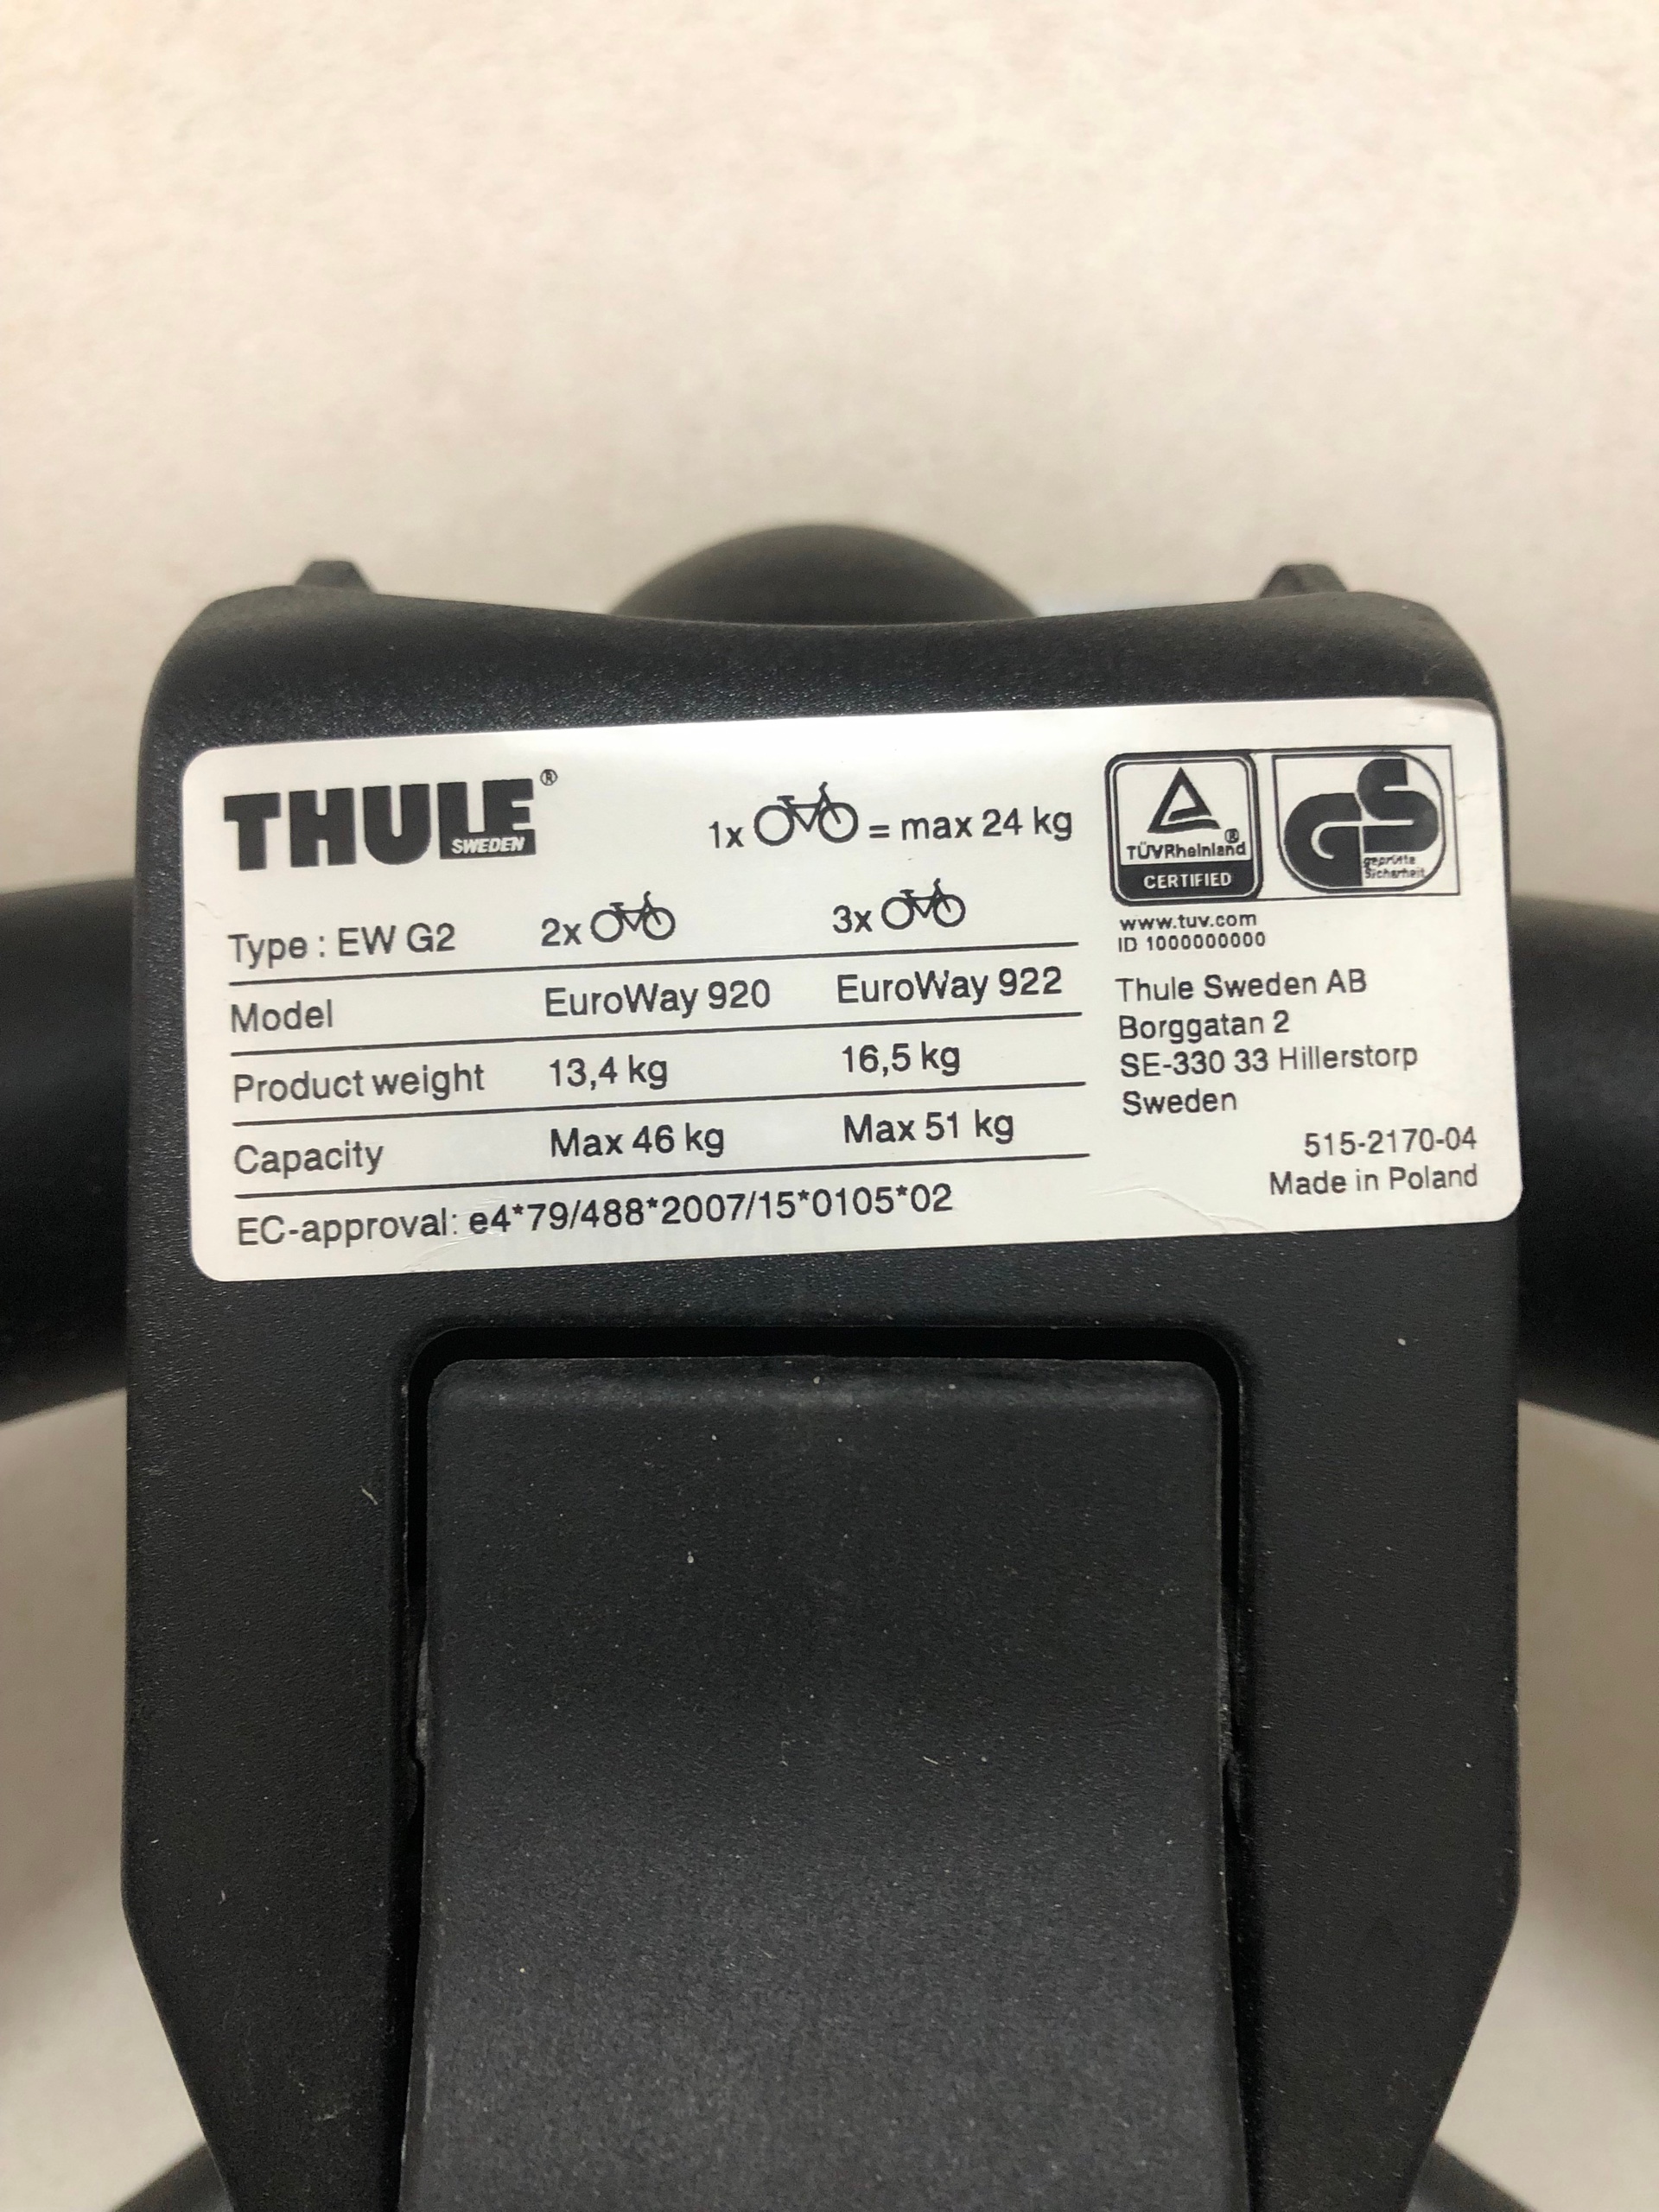 THULE®
SWEDEN
1x = max 24 kg
Type : EW G2 2x 3x
Model EuroWay 920 EuroWay 922
Product weight 13,4 kg 16,5 kg
Capacity Max 46 kg Max 51 kg
EC-approval: e4*79/488*2007/15*0105*02
TÜVRheinland®
CERTIFIED
GS
geprüfte
Sicherheit
www.tuv.com
ID 1000000000
Thule Sweden AB
Borggatan 2
SE-330 33 Hillerstorp
Sweden
515-2170-04
Made in Poland